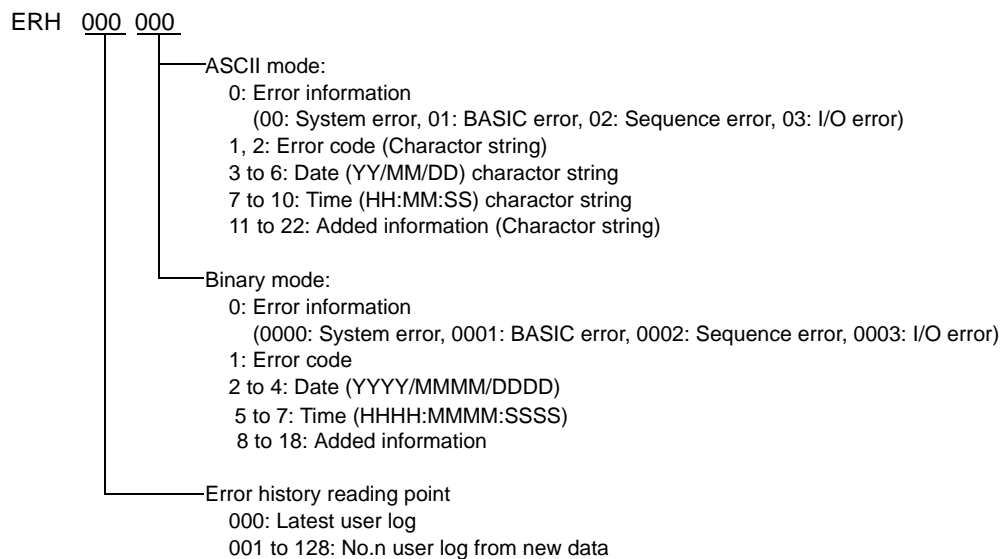 ERH 000 000
ASCII mode:
0: Error information
(00: System error, 01: BASIC error, 02: Sequence error, 03: I/O error)
1, 2: Error code (Charactor string)
3 to 6: Date (YY/MM/DD) charactor string
7 to 10: Time (HH:MM:SS) charactor string
11 to 22: Added information (Charactor string)
Binary mode:
0: Error information
(0000: System error, 0001: BASIC error, 0002: Sequence error, 0003: I/O error)
1: Error code
2 to 4: Date (YYYY/MMMM/DDDD)
5 to 7: Time (HHHH:MMMM:SSSS)
8 to 18: Added information
Error history reading point
000: Latest user log
001 to 128: No.n user log from new data